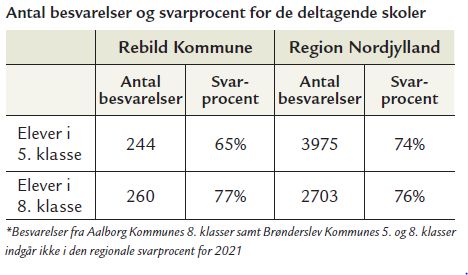 Antal besvarelser og svarprocent for de deltagende skoler
Rebild Kommune Region Nordjylland
Antal Svar- Antal Svar-
besvarelser procent besvarelser procent
Elever i
5. klasse 244 65% 3975 74%
Elever i
8. klasse 260 77% 2703 76%
*Besvarelser fra Aalborg Kommunes 8. klasser samt Brønderslev Kommunes 5. og 8. klasser
indgår ikke i den regionale svarprocent for 2021